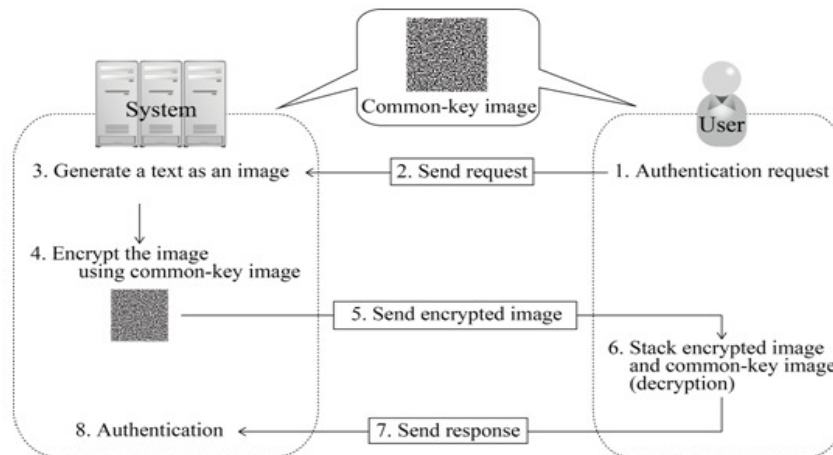 Common-key image
System
User
3. Generate a text as an image
2. Send request
1. Authentication request
4. Encrypt the image
using common-key image
5. Send encrypted image
6. Stack encrypted image
and common-key image
(decryption)
8. Authentication
7. Send response